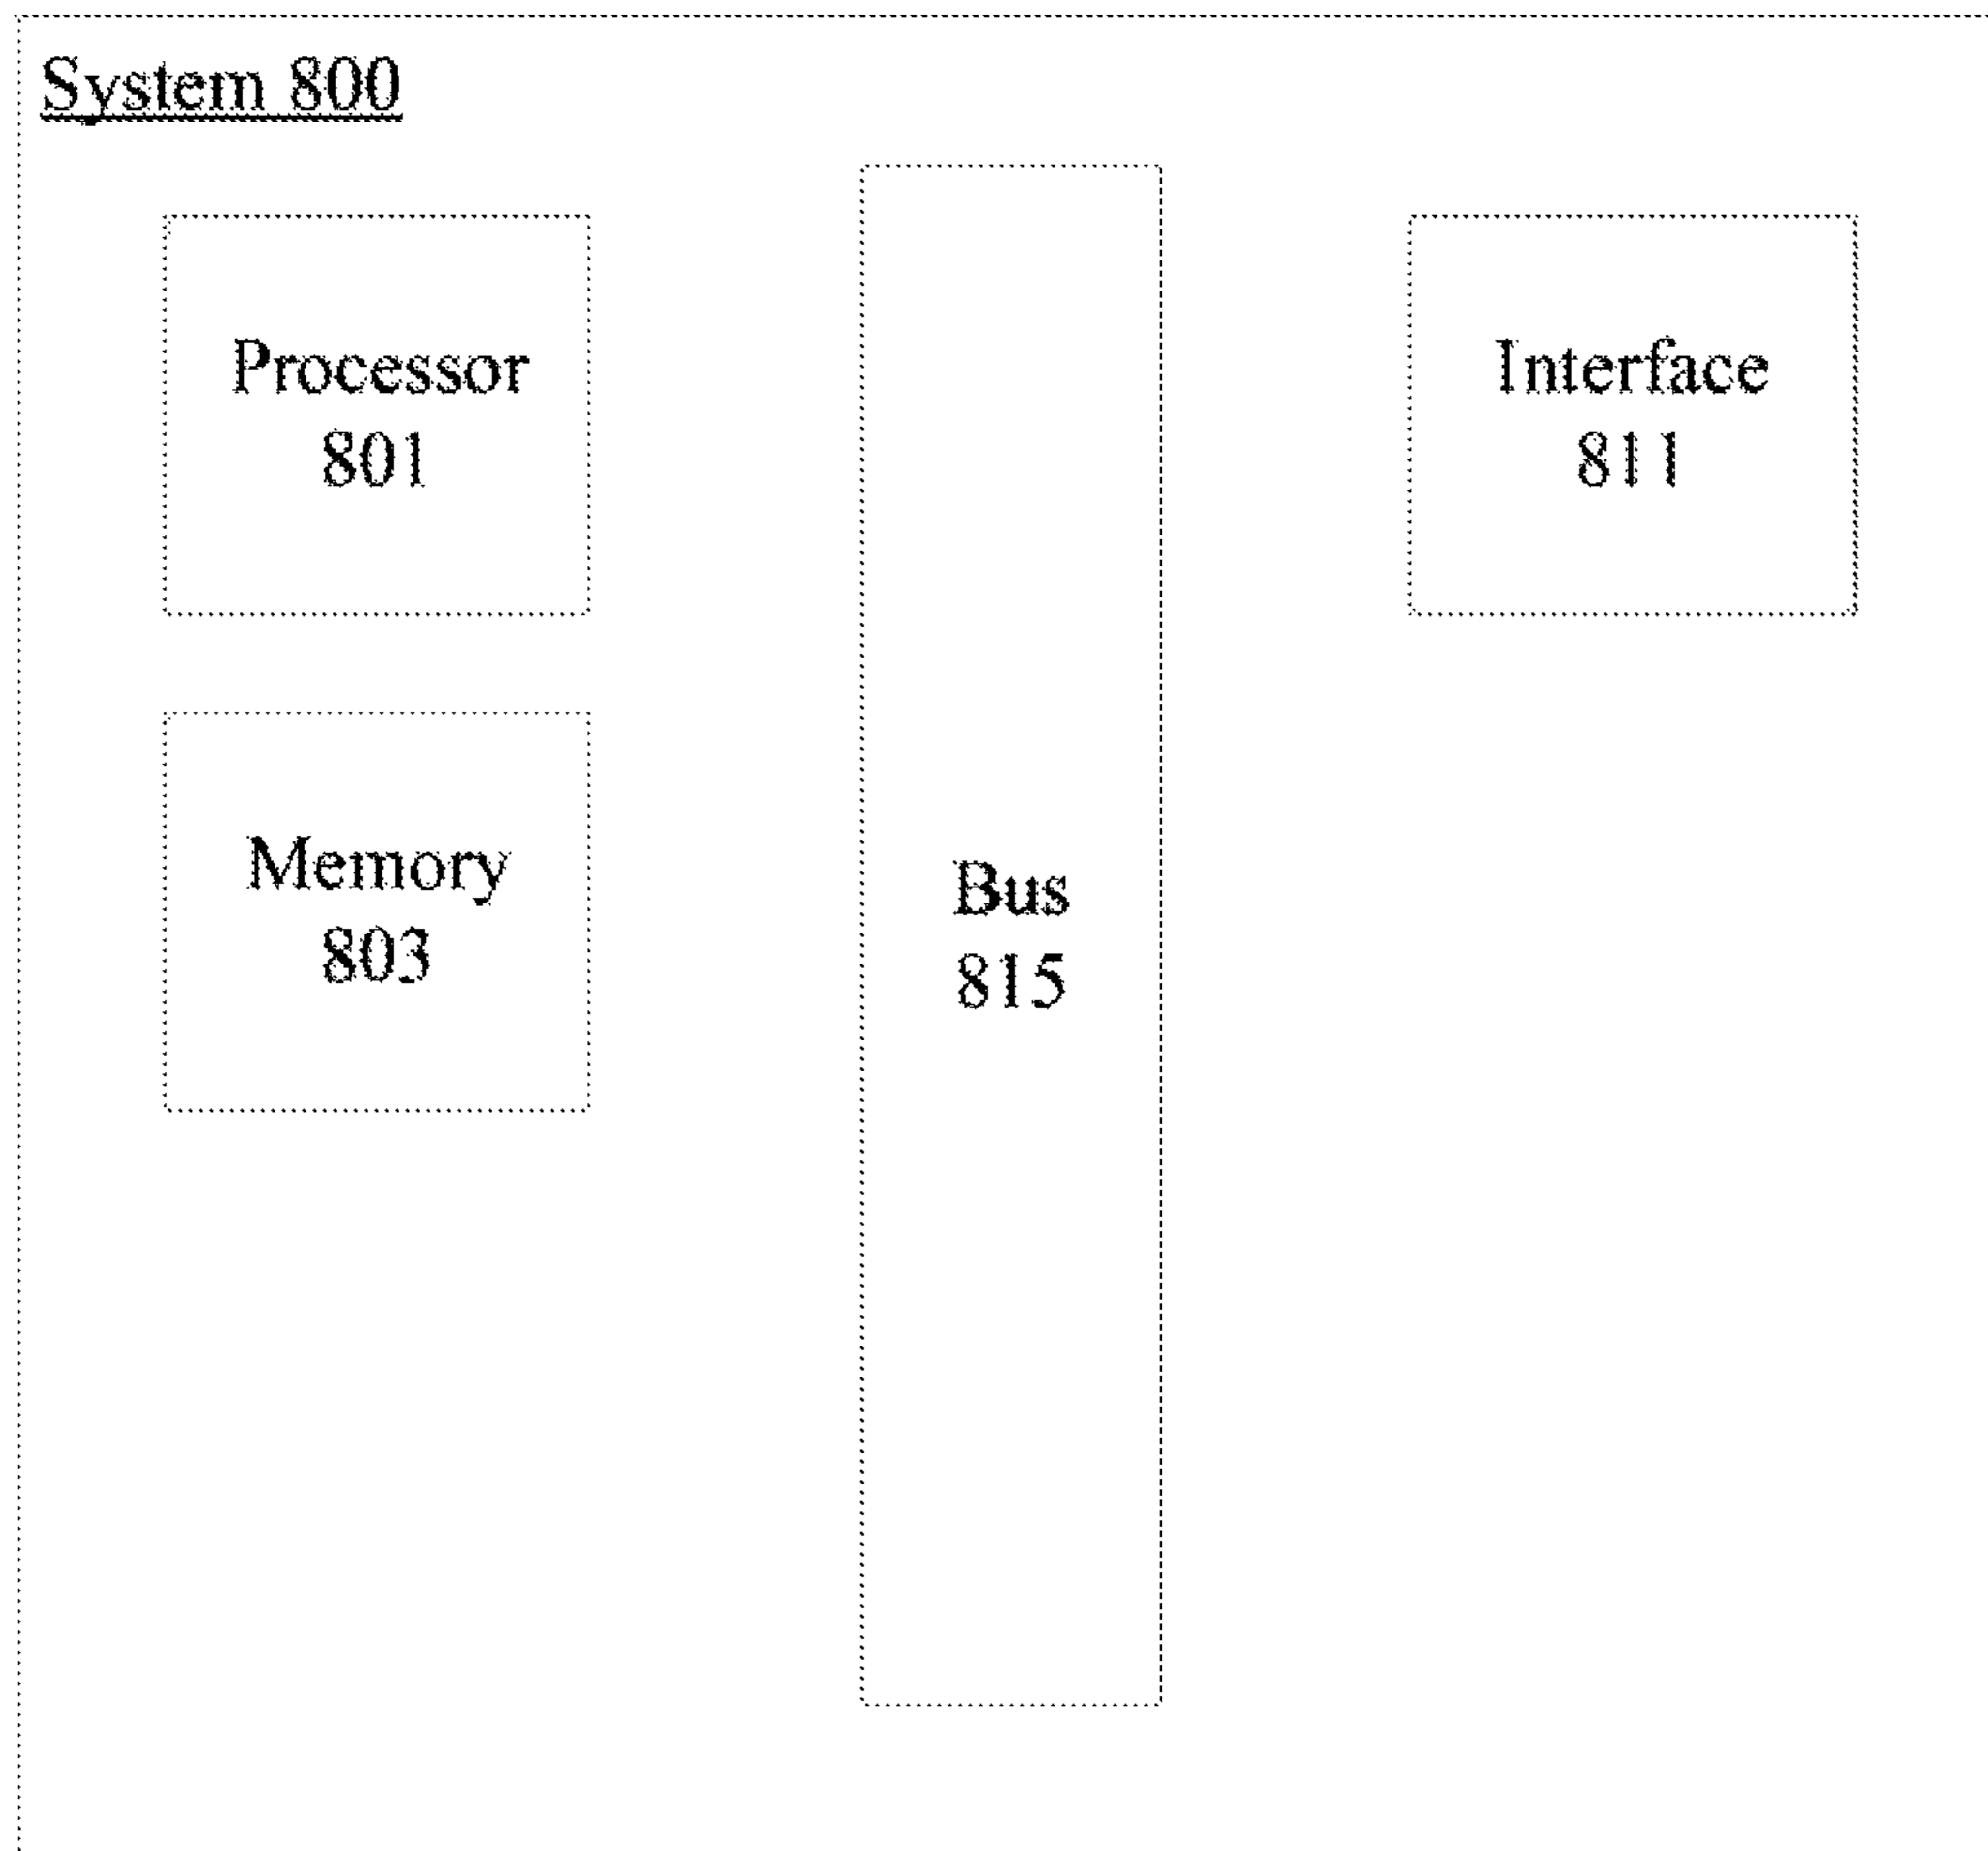 System 800
Processor
801
Interface
811
Memory
803
Bus
815